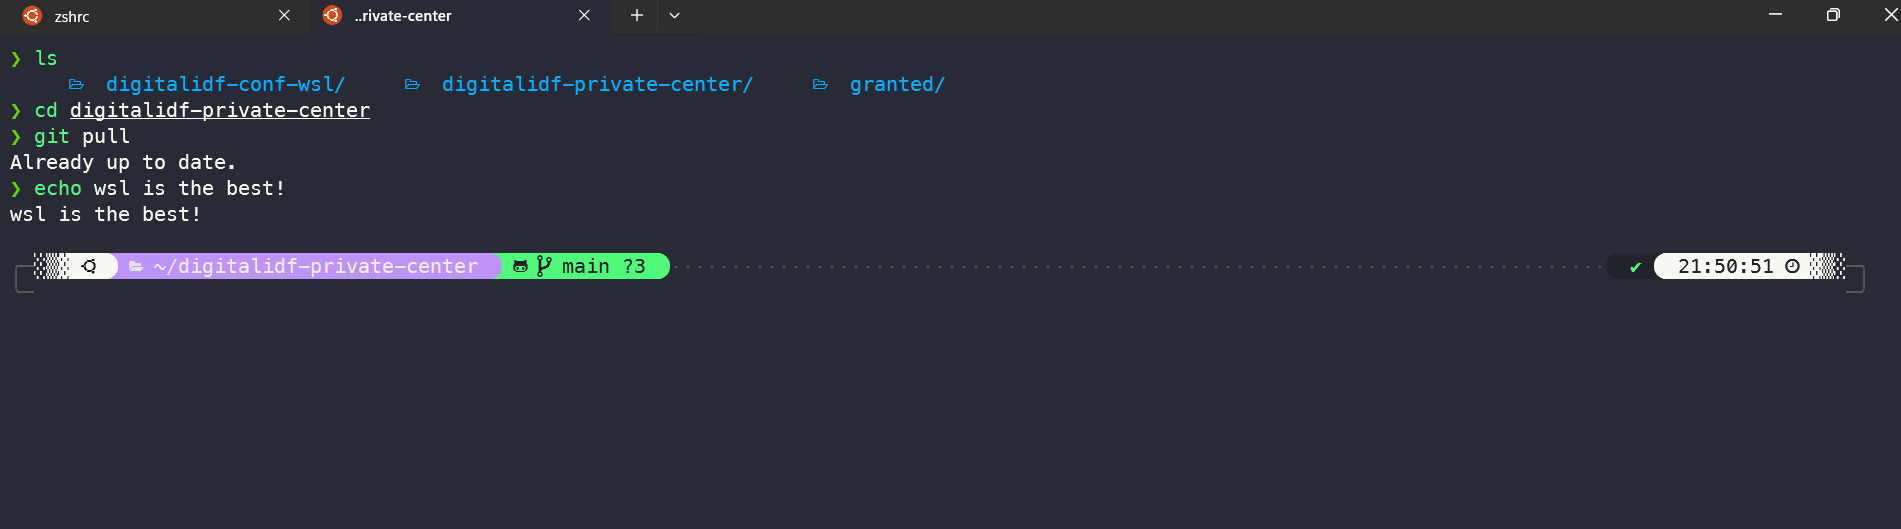 zshrc
..rivate-center
❯ ls
digitalidf-conf-wsl/ digitalidf-private-center/ granted/
❯ cd digitalidf-private-center
❯ git pull
Already up to date.
❯ echo wsl is the best!
wsl is the best!
~/digitalidf-private-center main ?3 ✔ 21:50:51